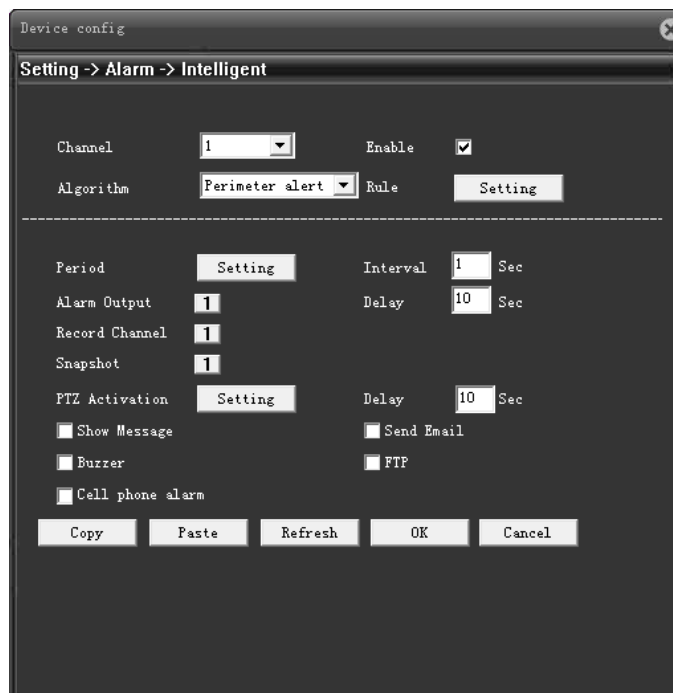 Device config
Setting -> Alarm -> Intelligent
Channel 1 Enable
Algorithm Perimeter alert Rule Setting
Period Setting Interval 1 Sec
Alarm Output 1 Delay 10 Sec
Record Channel 1
Snapshot 1
PTZ Activation Setting Delay 10 Sec
Show Message Send Email
Buzzer FTP
Cell phone alarm
Copy Paste Refresh OK Cancel